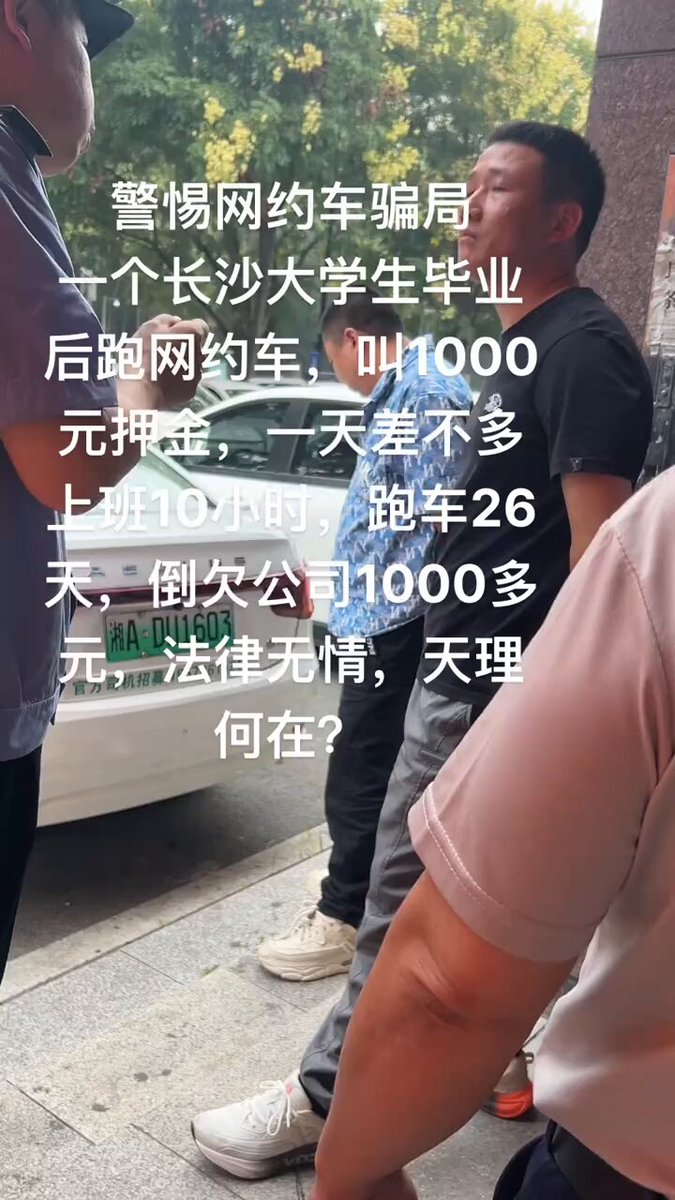 警惕网约车骗局
一个长沙大学生毕业
后跑网约车，叫1000
元押金，一天差不多
上班10小时，跑车26
天，倒欠公司1000多
元，法律无情，天理
何在？
湘A·DU1603
官方司机招募